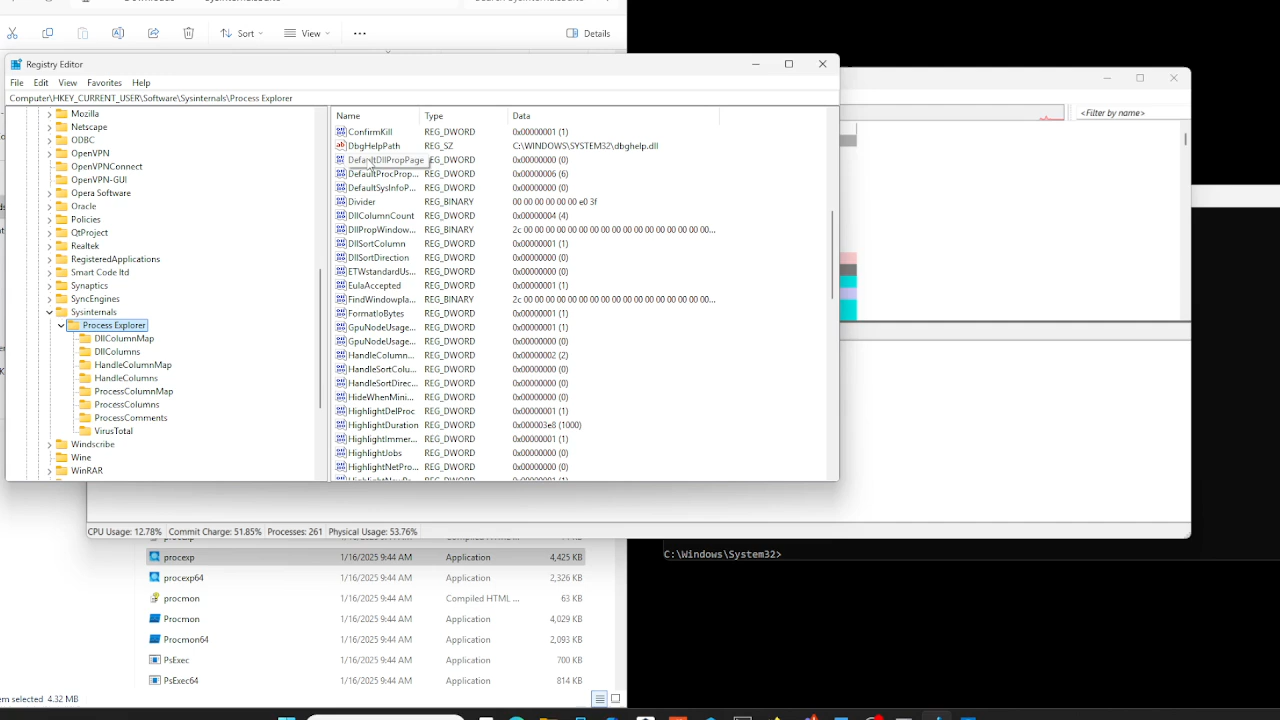 Sort
View
Details
Registry Editor
File Edit View Favorites Help
Computer\HKEY_CURRENT_USER\Software\Sysinternals\Process Explorer
Mozilla
Netscape
ODBC
OpenVPN
OpenVPNConnect
OpenVPN-GUI
Opera Software
Oracle
Policies
QtProject
Realtek
RegisteredApplications
Smart Code ltd
Synaptics
SyncEngines
Sysinternals
Process Explorer
DllColumnMap
DllColumns
HandleColumnMap
HandleColumns
ProcessColumnMap
ProcessColumns
ProcessComments
VirusTotal
Windscribe
Wine
WinRAR
Name Type Data
ConfirmKill REG_DWORD 0x00000001 (1)
DbgHelpPath REG_SZ C:\WINDOWS\SYSTEM32\dbghelp.dll
DefaultDllPropPage EG_DWORD 0x00000000 (0)
DefaultProcProp... REG_DWORD 0x00000006 (6)
DefaultSysInfoP... REG_DWORD 0x00000000 (0)
Divider REG_BINARY 00 00 00 00 00 00 e0 3f
DllColumnCount REG_DWORD 0x00000004 (4)
DllPropWindow... REG_BINARY 2c 00 00 00 00 00 00 00 00 00 00 00 00 00 00 00 00...
DllSortColumn REG_DWORD 0x00000001 (1)
DllSortDirection REG_DWORD 0x00000000 (0)
ETWstandardUs... REG_DWORD 0x00000000 (0)
EulaAccepted REG_DWORD 0x00000001 (1)
FindWindowpla... REG_BINARY 2c 00 00 00 00 00 00 00 00 00 00 00 00 00 00 00 00...
FormatIoBytes REG_DWORD 0x00000001 (1)
GpuNodeUsage... REG_DWORD 0x00000001 (1)
GpuNodeUsage... REG_DWORD 0x00000000 (0)
HandleColumn... REG_DWORD 0x00000002 (2)
HandleSortColu... REG_DWORD 0x00000000 (0)
HandleSortDirec... REG_DWORD 0x00000000 (0)
HideWhenMini... REG_DWORD 0x00000000 (0)
HighlightDelProc REG_DWORD 0x00000001 (1)
HighlightDuration REG_DWORD 0x000003e8 (1000)
HighlightImmer... REG_DWORD 0x00000001 (1)
HighlightJobs REG_DWORD 0x00000000 (0)
HighlightNetPro... REG_DWORD 0x00000000 (0)
<Filter by name>
CPU Usage: 12.78% Commit Charge: 51.85% Processes: 261 Physical Usage: 53.76%
C:\Windows\System32>
procexp 1/16/2025 9:44 AM Application 4,425 KB
procexp64 1/16/2025 9:44 AM Application 2,326 KB
procmon 1/16/2025 9:44 AM Compiled HTML ... 63 KB
Procmon 1/16/2025 9:44 AM Application 4,029 KB
Procmon64 1/16/2025 9:44 AM Application 2,093 KB
PsExec 1/16/2025 9:44 AM Application 700 KB
PsExec64 1/16/2025 9:44 AM Application 814 KB
em selected 4.32 MB